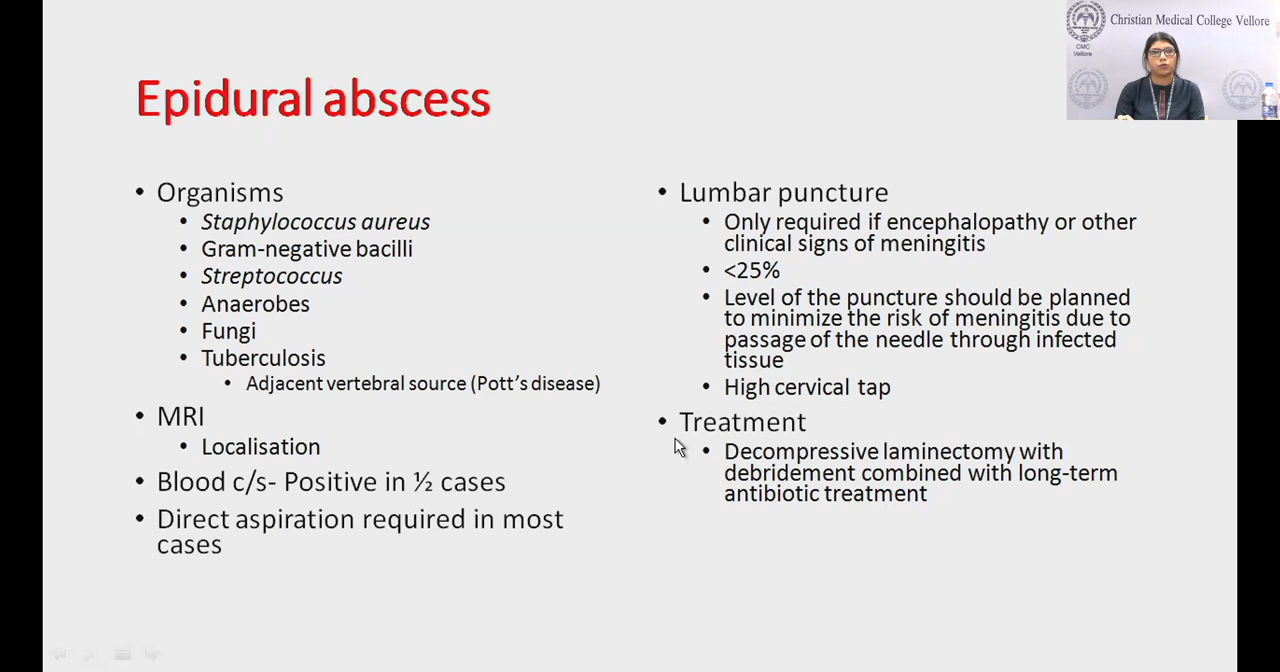 Christian Medical College Vellore
CMC
Vellore
Epidural abscess
• Organisms
• Staphylococcus aureus
• Gram-negative bacilli
• Streptococcus
• Anaerobes
• Fungi
• Tuberculosis
• Adjacent vertebral source (Pott's disease)
• MRI
• Localisation
• Blood c/s- Positive in ½ cases
• Direct aspiration required in most
cases
• Lumbar puncture
• Only required if encephalopathy or other
clinical signs of meningitis
• <25%
• Level of the puncture should be planned
to minimize the risk of meningitis due to
passage of the needle through infected
tissue
• High cervical tap
• Treatment
• Decompressive laminectomy with
debridement combined with long-term
antibiotic treatment